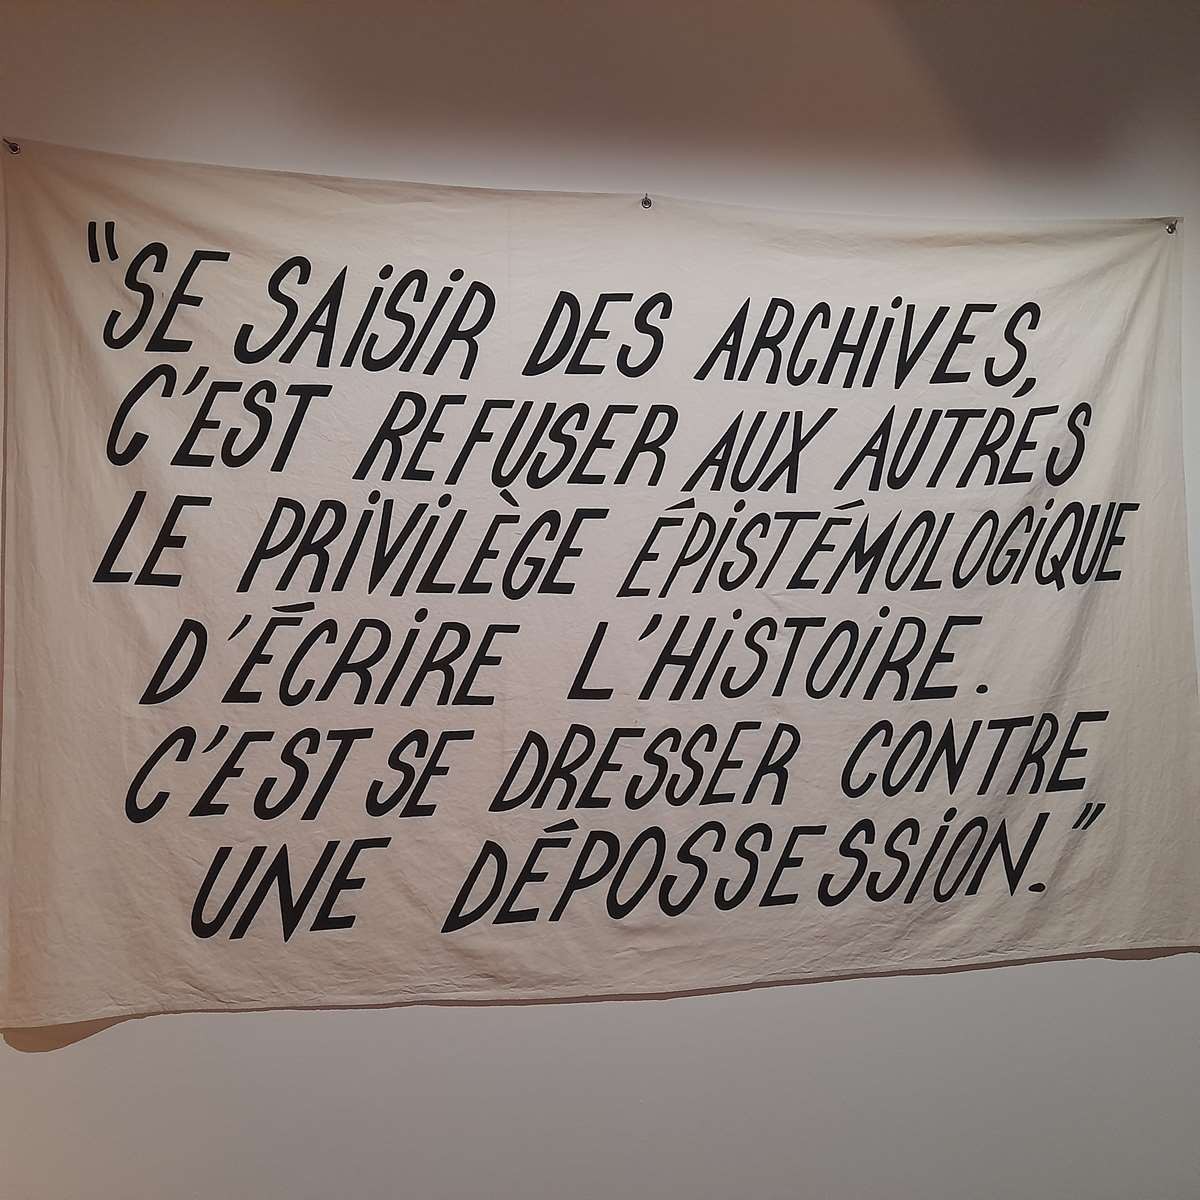 "SE SAiSiR DES ARCHiVES,
C'EST REFUSER AUX AUTRES
LE PRiViLÈGE ÉPiSTÉMOLOGiQUE
D'ÉCRiRE L'HiSTOiRE.
C'EST SE DRESSER CONTRE
UNE DÉPOSSESSiON."